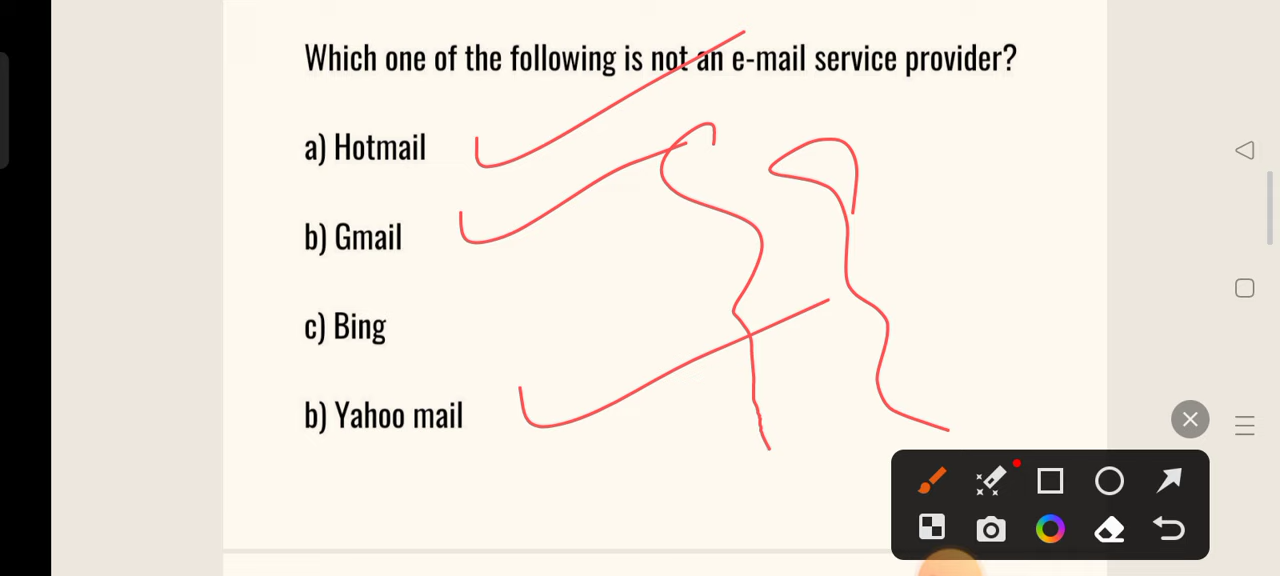 Which one of the following is not an e-mail service provider?
a) Hotmail
b) Gmail
c) Bing
b) Yahoo mail